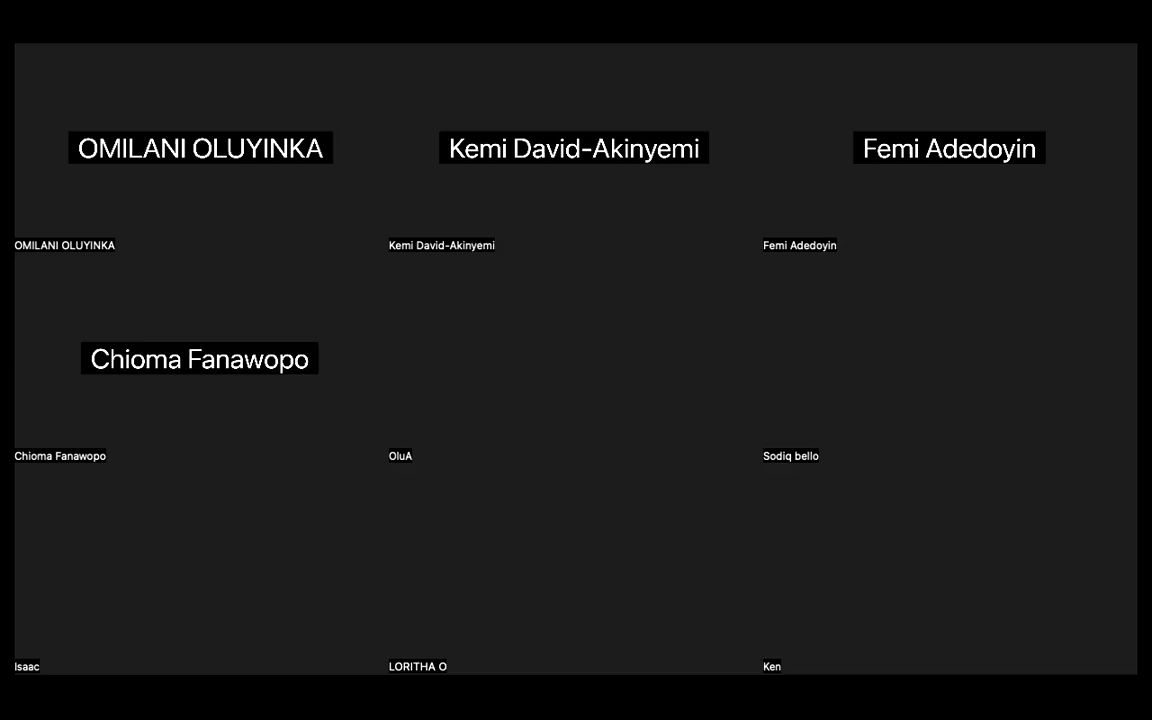 OMILANI OLUYINKA
Kemi David-Akinyemi
Femi Adedoyin
OMILANI OLUYINKA
Kemi David-Akinyemi
Femi Adedoyin
Chioma Fanawopo
Chioma Fanawopo
OluA
Sodiq bello
Isaac
LORITHA O
Ken